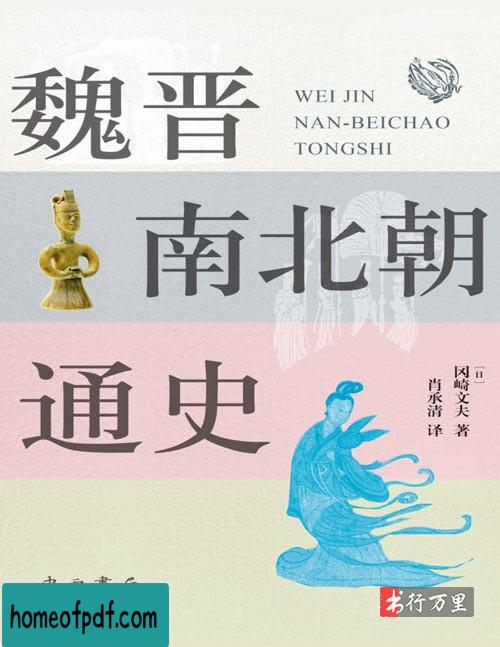 魏晋
南北朝
通史
WEI JIN
NAN-BEICHAO
TONGSHI
[日]
冈崎文夫 著
肖承清 译
homeofpdf.com
书行万里